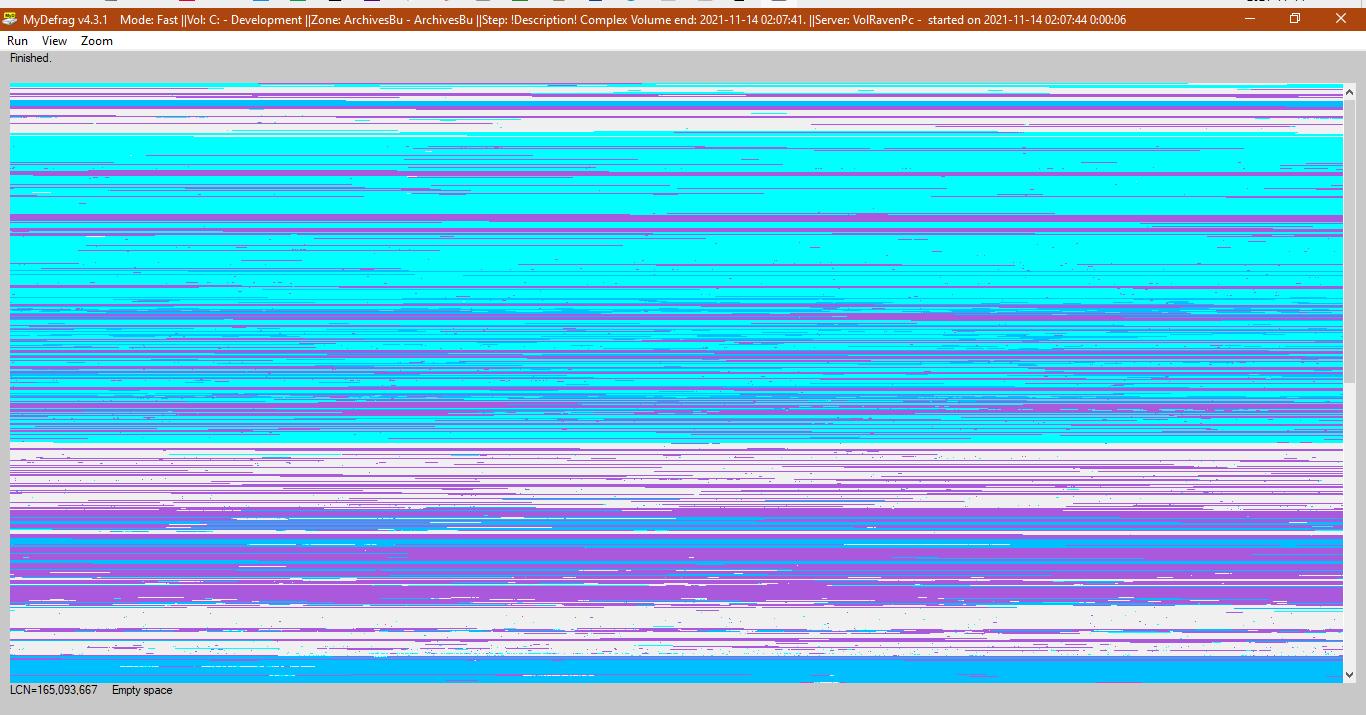 MyDefrag v4.3.1    Mode: Fast ||Vol: C: - Development ||Zone: ArchivesBu - ArchivesBu ||Step: !Description! Complex Volume end: 2021-11-14 02:07:41. ||Server: VolRavenPc -  started on 2021-11-14 02:07:44 0:00:06
Run View Zoom
Finished.
LCN=165,093,667 Empty space